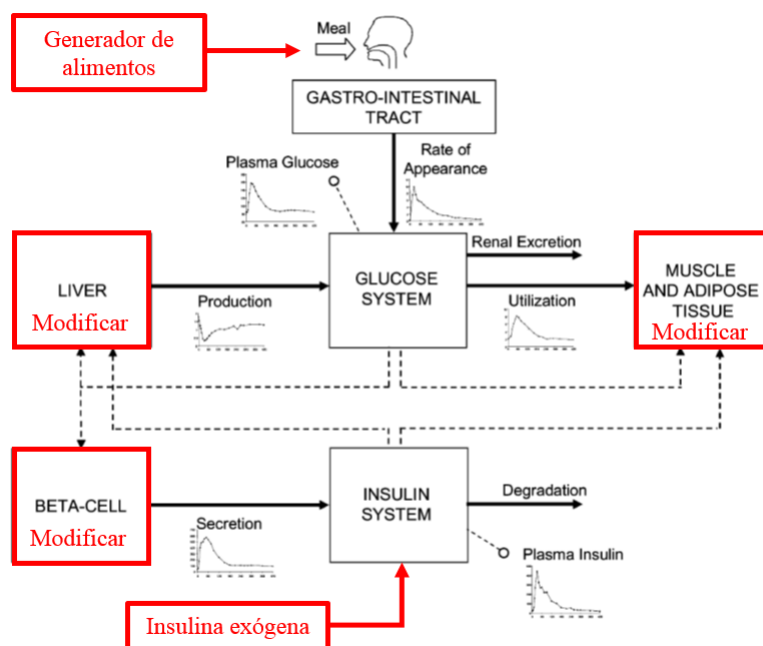 Generador de
alimentos
Meal
GASTRO-INTESTINAL
TRACT
Plasma Glucose
Rate of
Appearance
LIVER
Modificar
Production
GLUCOSE
SYSTEM
Renal Excretion
Utilization
MUSCLE
AND ADIPOSE
TISSUE
Modificar
BETA-CELL
Modificar
Secretion
INSULIN
SYSTEM
Degradation
Plasma Insulin
Insulina exógena